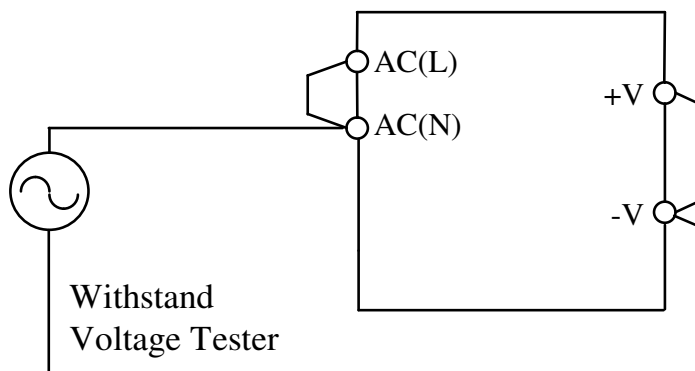 AC(L)
+V
AC(N)
-V
Withstand
Voltage Tester